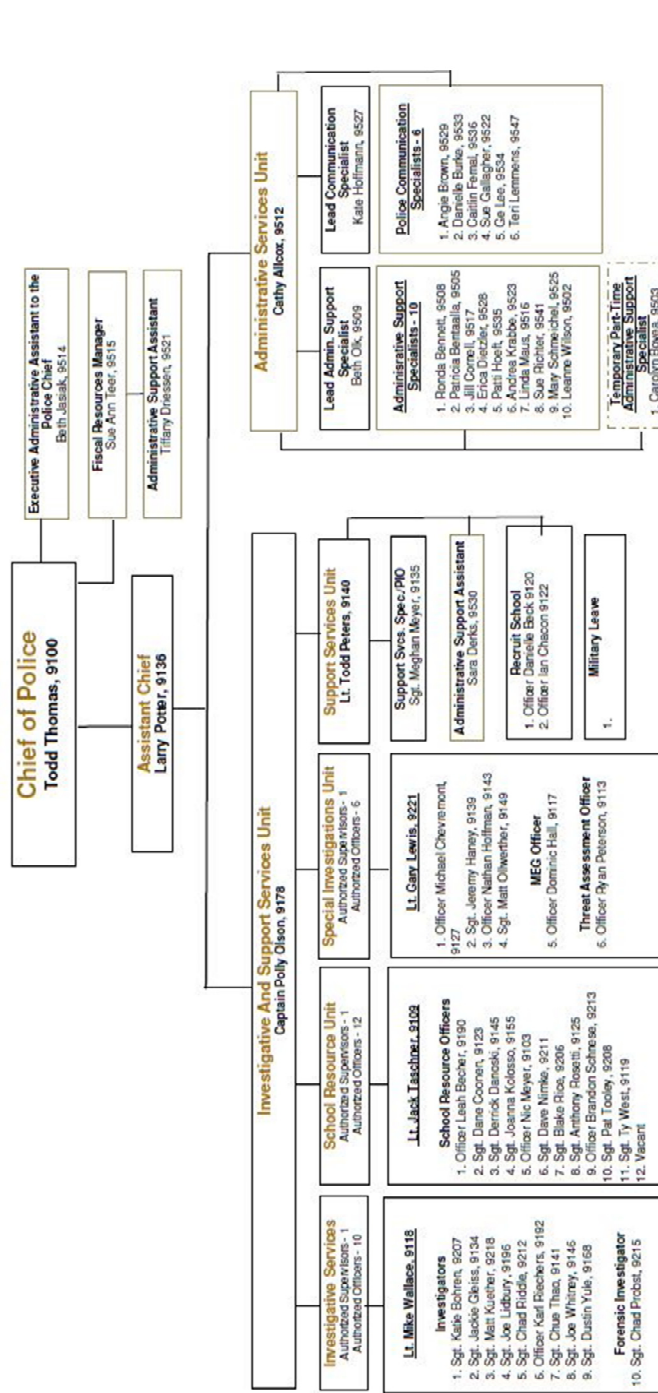 Chief of Police
Todd Thomas, 9100
Executive Administrative Assistant to the
Police Chief
Beth Jasiak, 9514
Fiscal Resources Manager
Sue Ann Teer, 9515
Administrative Support Assistant
Tiffany Driessen, 9521
Assistant Chief
Larry Potter, 9136
Investigative And Support Services Unit
Captain Polly Olson, 9178
Investigative Services
Authorized Supervisors - 1
Authorized Officers - 10
Lt. Mike Wallace, 9118
Investigators
1. Sgt. Katie Bohren, 9207
2. Sgt. Jackie Gleiss, 9134
3. Sgt. Matt Kuether, 9218
4. Sgt. Joe Lidbury, 9196
5. Sgt. Chad Riddle, 9212
6. Officer Karl Riechers, 9192
7. Sgt. Chue Thao, 9141
8. Sgt. Joe Whitney, 9146
9. Sgt. Dustin Yule, 9168
Forensic Investigator
10. Sgt. Chad Probst, 9215
School Resource Unit
Authorized Supervisors - 1
Authorized Officers - 12
Lt. Jack Taschner, 9109
School Resource Officers
1. Officer Leah Becher, 9190
2. Sgt. Dane Coonen, 9123
3. Sgt. Derrick Danoski, 9145
4. Sgt. Joanna Kolosso, 9155
5. Officer Nic Meyer, 9103
6. Sgt. Dave Nimke, 9211
7. Sgt. Blake Rice, 9206
8. Sgt. Anthony Rosetti, 9125
9. Officer Brandon Schnese, 9213
10. Sgt. Pat Tooley, 9208
11. Sgt. Ty West, 9119
12. Vacant
Special Investigations Unit
Authorized Supervisors - 1
Authorized Officers - 6
Lt. Gary Lewis, 9221
1. Officer Michael Chevremont,
9127
2. Sgt. Jeremy Haney, 9139
3. Officer Nathan Hoffman, 9143
4. Sgt. Matt Ollwerther, 9149
MEG Officer
5. Officer Dominic Hall, 9117
Threat Assessment Officer
6. Officer Ryan Peterson, 9113
Support Services Unit
Lt. Todd Peters, 9140
Support Svcs. Spec./PIO
Sgt. Meghan Meyer, 9135
Administrative Support Assistant
Sara Derks, 9530
Recruit School
1. Officer Danielle Beck 9120
2. Officer Ian Chacon 9122
Military Leave
1.
Administrative Services Unit
Cathy Allcox, 9512
Lead Admin. Support
Specialist
Beth Olk, 9509
Administrative Support
Specialists - 10
1. Ronda Bennett, 9508
2. Patricia Bentaalla, 9505
3. Jill Cornell, 9517
4. Erica Dietzler, 9528
5. Patti Hoeft, 9535
6. Andrea Krabbe, 9523
7. Linda Maus, 9516
8. Sue Richter, 9541
9. Mary Schmeichel, 9525
10. Leanne Wilson, 9502
Temporary Part-Time
Administrative Support
Specialist
1. Carolyn 9503
Lead Communication
Specialist
Kate Hoffmann, 9527
Police Communication
Specialists - 6
1. Angie Brown, 9529
2. Danielle Burke, 9533
3. Caitlin Femal, 9536
4. Sue Gallagher, 9522
5. Ge Lee, 9534
6. Teri Lemmens, 9547